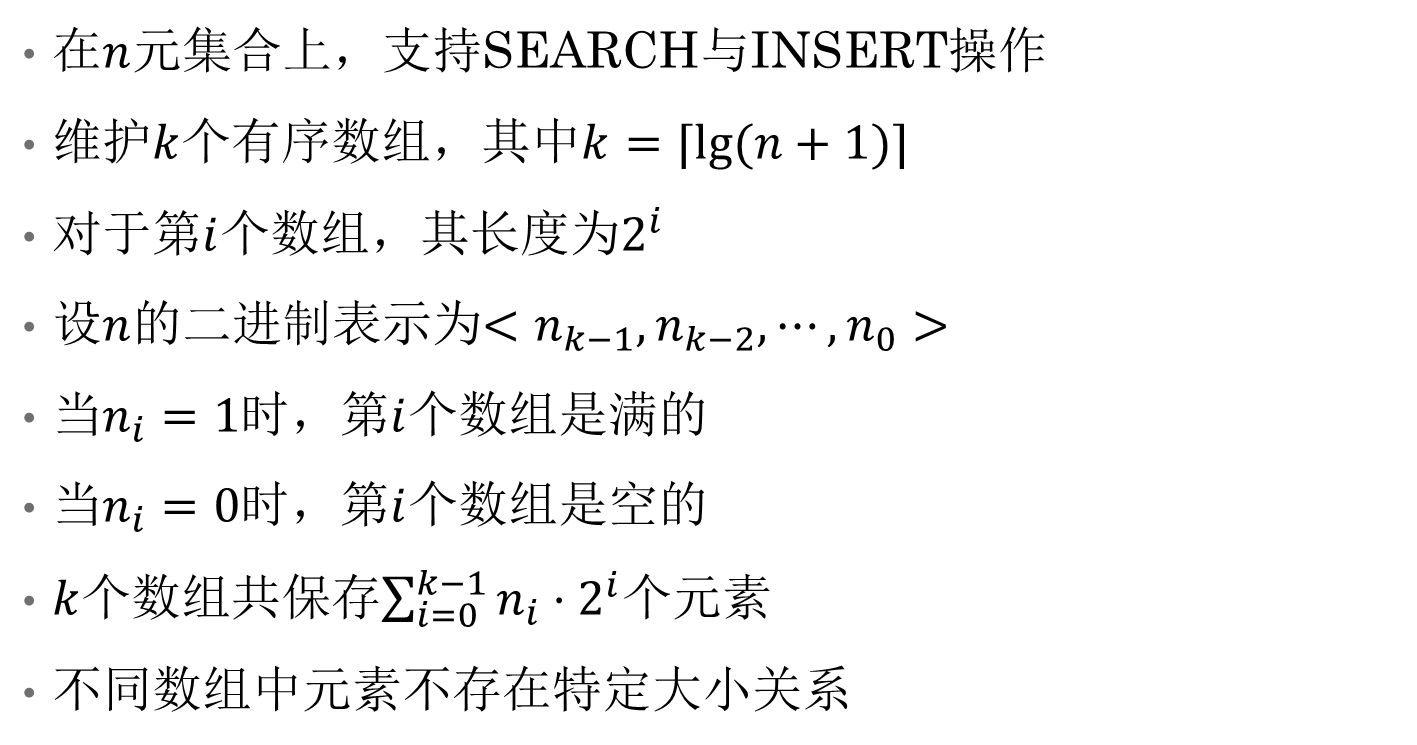 • 在n元集合上，支持SEARCH与INSERT操作
• 维护k个有序数组，其中k = ⌈lg(n + 1)⌉
• 对于第i个数组，其长度为2^i
• 设n的二进制表示为< n_{k−1}, n_{k−2}, ⋯ , n_0 >
• 当n_i = 1时，第i个数组是满的
• 当n_i = 0时，第i个数组是空的
• k个数组共保存∑_{i=0}^{k−1} n_i · 2^i个元素
• 不同数组中元素不存在特定大小关系